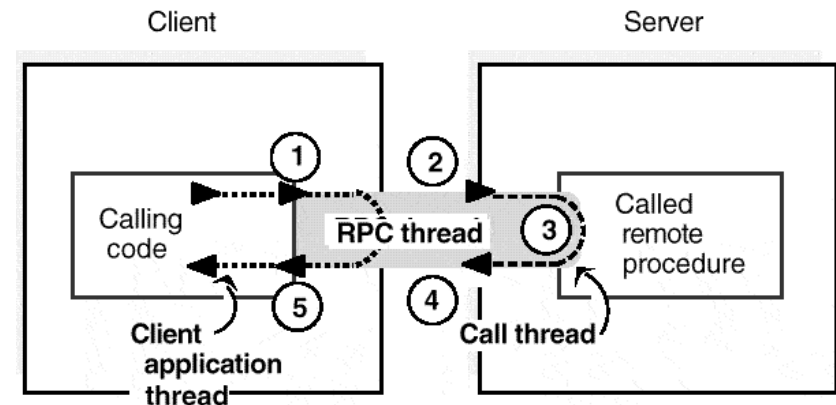 Client
Server
1
2
Calling
code
RPC thread
3
Called
remote
procedure
5
4
Client
application
thread
Call thread